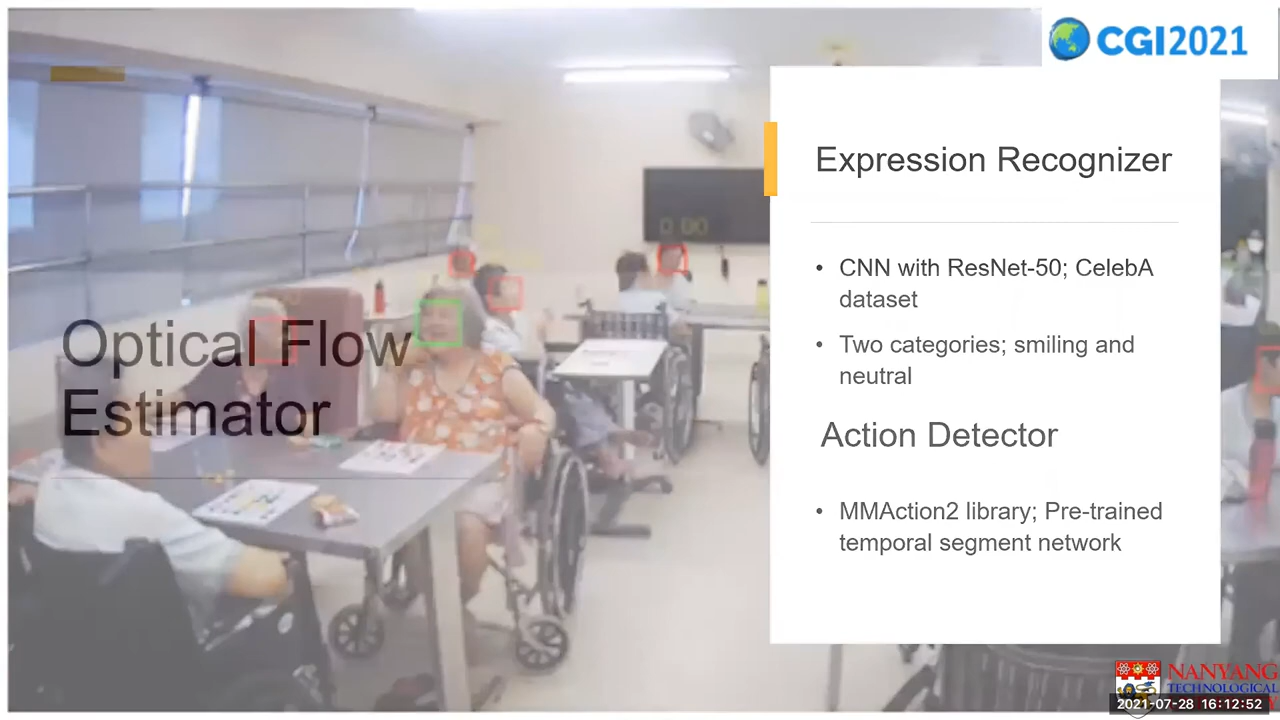 CGI2021
Expression Recognizer
• CNN with ResNet-50; CelebA
dataset
• Two categories; smiling and
neutral
Action Detector
• MMAction2 library; Pre-trained
temporal segment network
Optical Flow
Estimator
NANYANG
TECHNOLOGICAL
2021-07-28 16:12:52